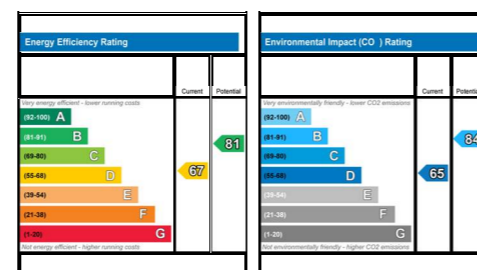 Energy Efficiency Rating
Current Potential
Very energy efficient - lower running costs
(92-100) A
(81-91) B
(69-80) C
(55-68) D
(39-54) E
(21-38) F
(1-20) G
Not energy efficient - higher running costs
67
81
Environmental Impact (CO ) Rating
Current Potential
Very environmentally friendly - lower CO2 emissions
(92-100) A
(81-91) B
(69-80) C
(55-68) D
(39-54) E
(21-38) F
(1-20) G
Not environmentally friendly - higher CO2 emissions
65
84